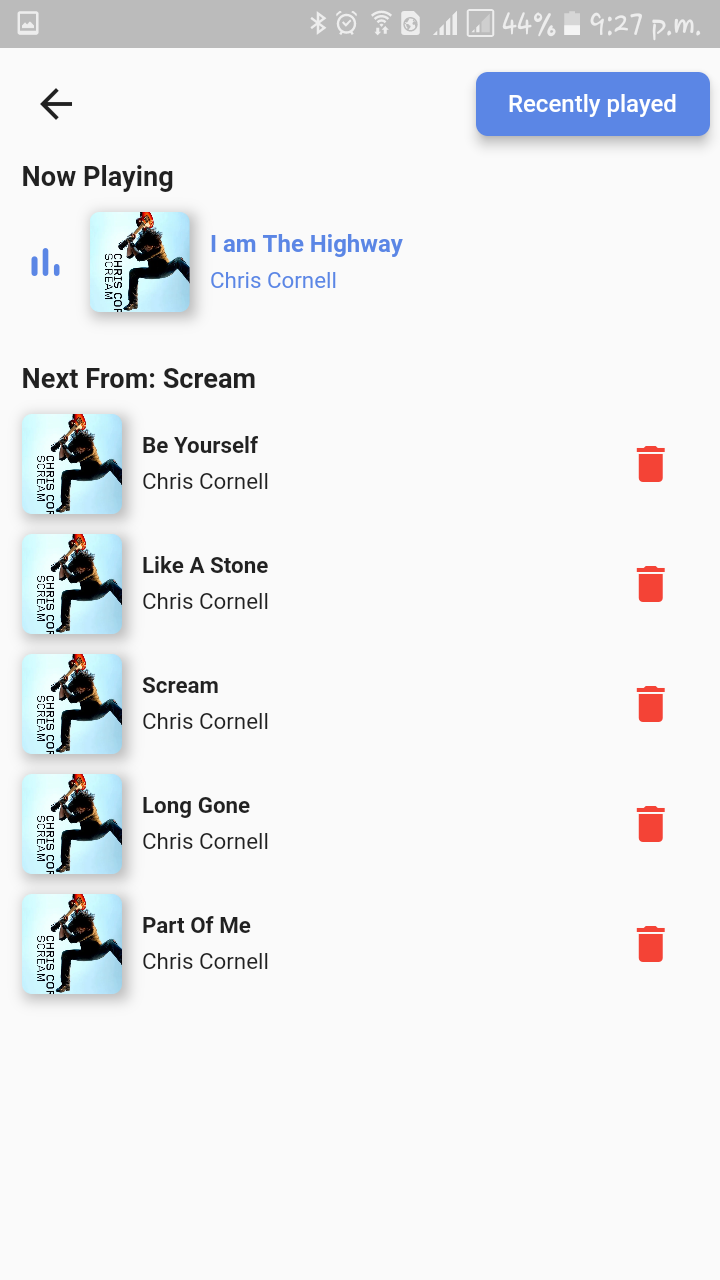 44% 9:27 p.m.
Recently played
Now Playing
CHRIS COR
SCREAM
I am The Highway
Chris Cornell
Next From: Scream
CHRIS COR
SCREAM
Be Yourself
Chris Cornell
CHRIS COR
SCREAM
Like A Stone
Chris Cornell
CHRIS COR
SCREAM
Scream
Chris Cornell
CHRIS COR
SCREAM
Long Gone
Chris Cornell
CHRIS COR
SCREAM
Part Of Me
Chris Cornell